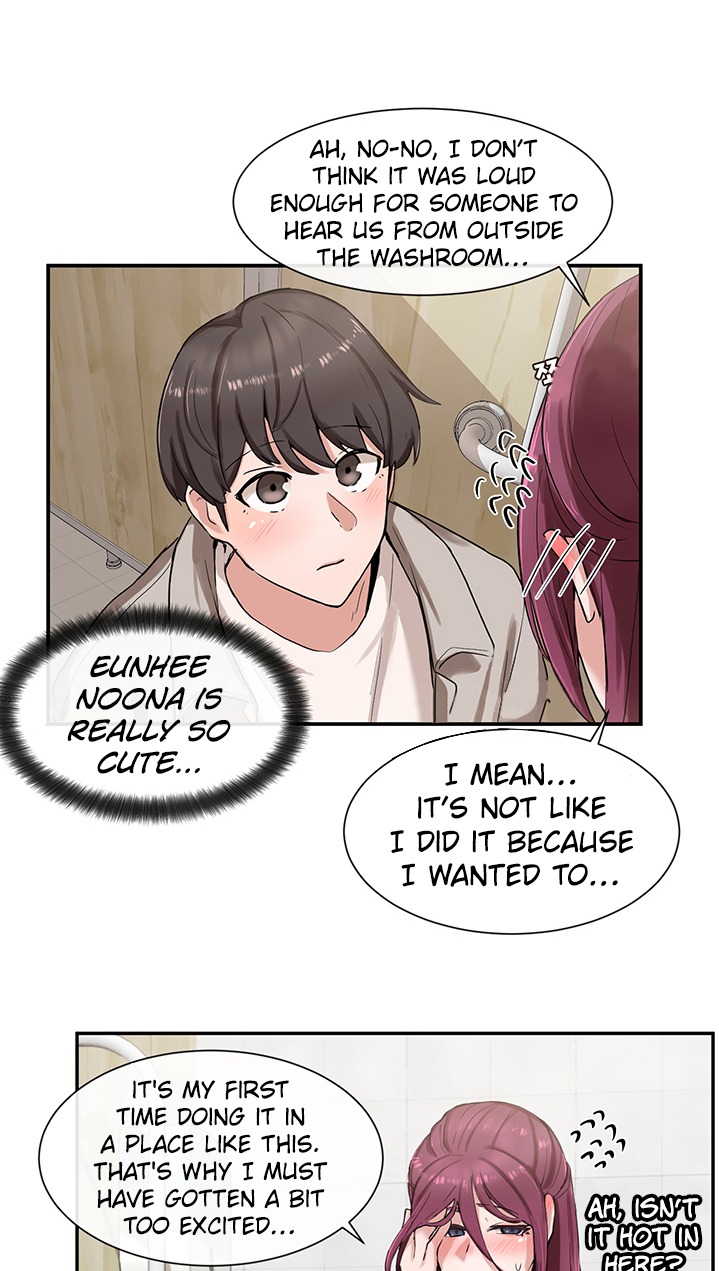 AH, NO-NO, I DON'T
THINK IT WAS LOUD
ENOUGH FOR SOMEONE TO
HEAR US FROM OUTSIDE
THE WASHROOM...
EUNHEE
NOONA IS
REALLY SO
CUTE...
I MEAN...
IT'S NOT LIKE
I DID IT BECAUSE
I WANTED TO...
IT'S MY FIRST
TIME DOING IT IN
A PLACE LIKE THIS.
THAT'S WHY I MUST
HAVE GOTTEN A BIT
TOO EXCITED...
AH, ISN'T
IT HOT IN
HERE?